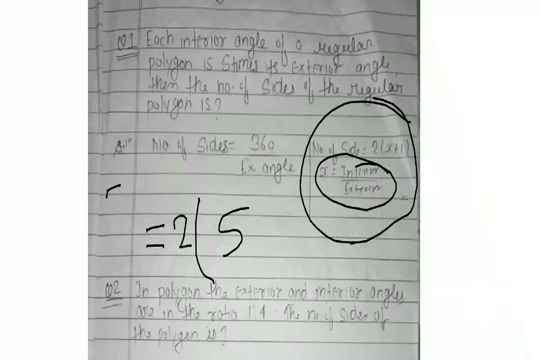 Q1 Each interior angle of a regular
polygon is 5 times its exterior angle
them the no. of sides of the regular
polygon is?
No of Sides = 360
Ex angle
No of Side = 2(x+1)
x = Interior
Exterior
= 2( 5
Q2 In polygon the exterior and interior angles
are in the ratio 1:4. The no of sides of
the polygon is?